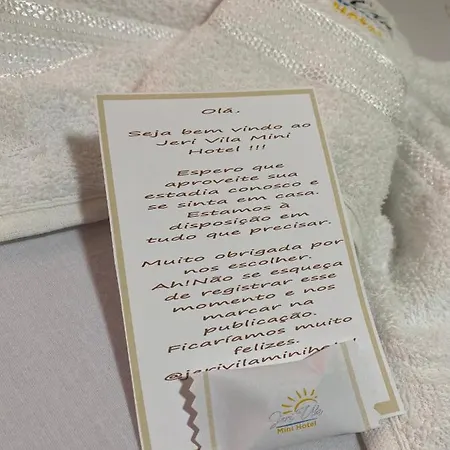 Olá,
Seja bem vindo ao
Jeri Vila Mini
Hotel !!!
Espero que
aproveite sua
estadia conosco e
se sinta em casa.
Estamos à
disposição em
tudo que precisar.
Muito obrigada por
nos escolher.
Ah!Não se esqueça
de registrar esse
momento e nos
marcar na
publicação.
Ficaríamos muito
felizes.
Jeri Vila
Mini Hotel